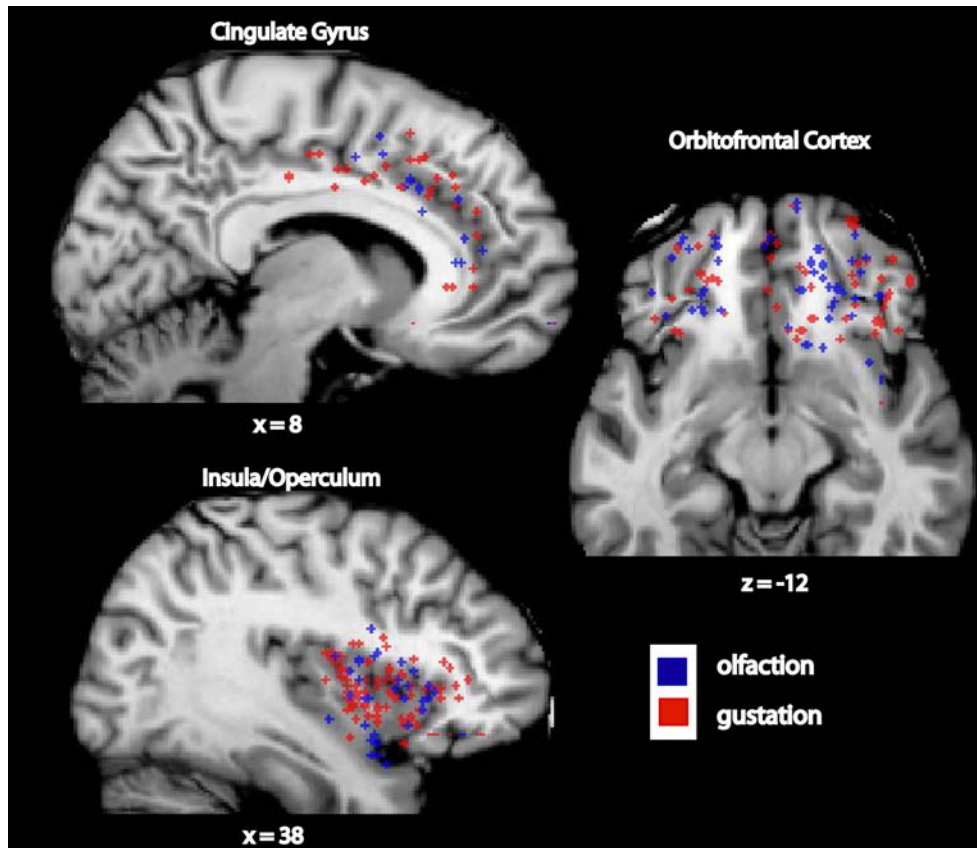 Cingulate Gyrus
x = 8
Orbitofrontal Cortex
z = -12
Insula/Operculum
x = 38
olfaction
gustation